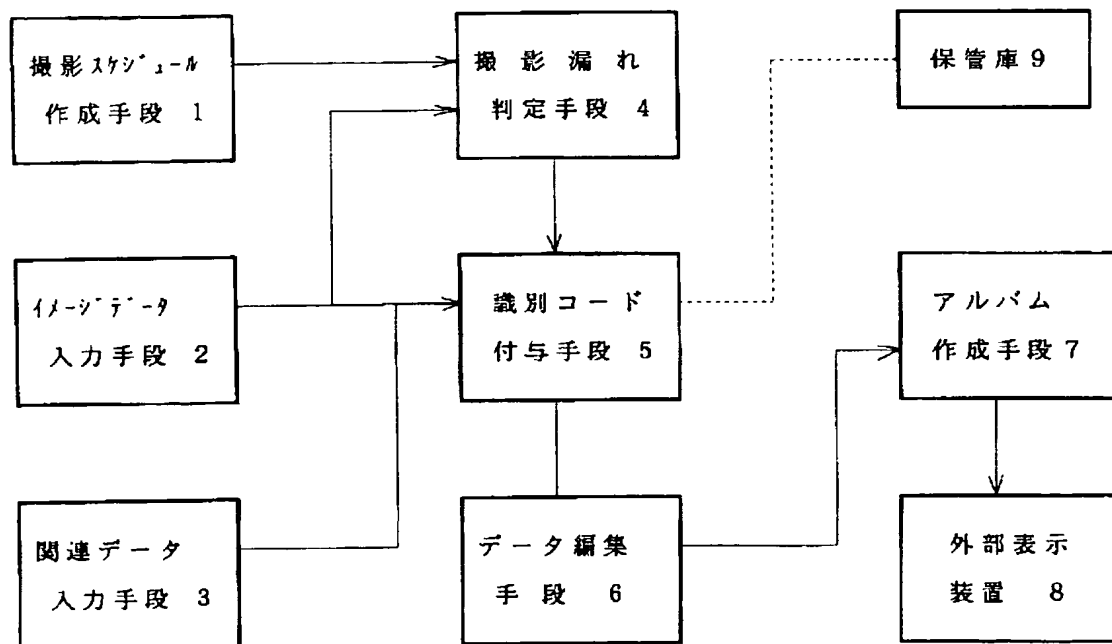 撮影スケジュール
作成手段 1
撮影漏れ
判定手段 4
保管庫9
イメージデータ
入力手段 2
識別コード
付与手段 5
アルバム
作成手段7
関連データ
入力手段 3
データ編集
手段 6
外部表示
装置 8